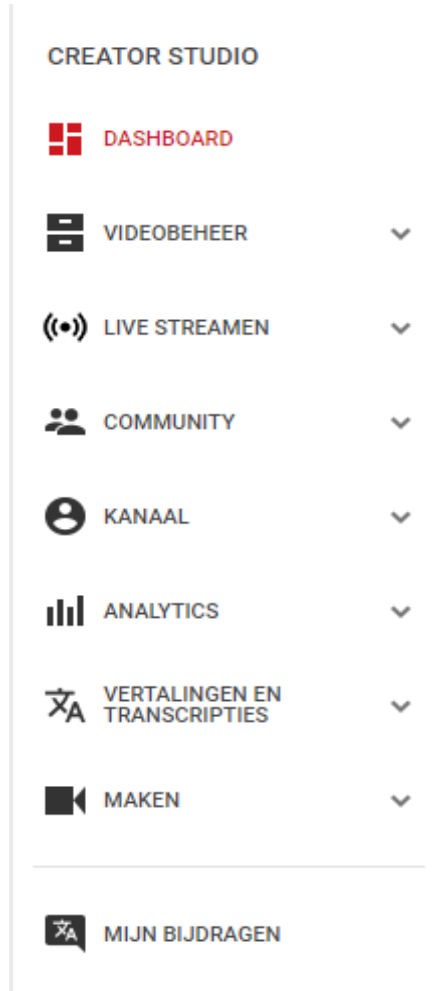 CREATOR STUDIO
DASHBOARD
VIDEOBEHEER
LIVE STREAMEN
COMMUNITY
KANAAL
ANALYTICS
VERTALINGEN EN
TRANSCRIPTIES
MAKEN
MIJN BIJDRAGEN